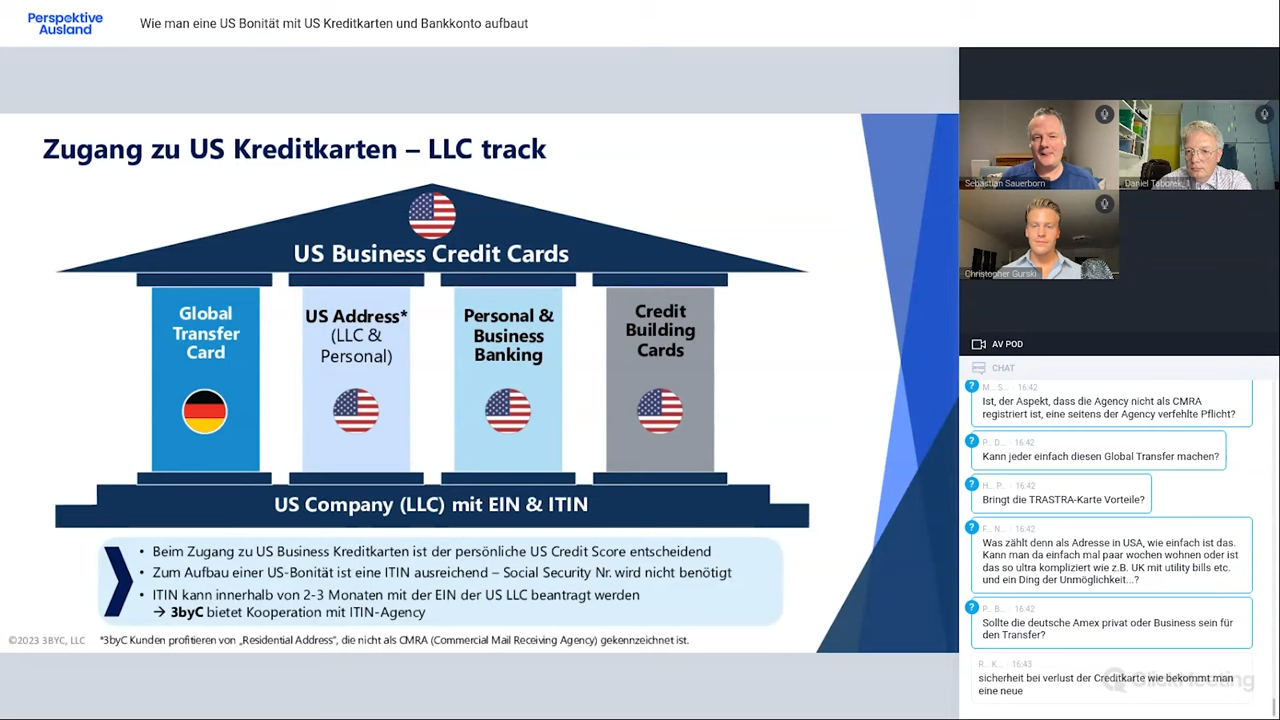 Perspektive
Ausland
Wie man eine US Bonität mit US Kreditkarten und Bankkonto aufbaut
Zugang zu US Kreditkarten – LLC track
US Business Credit Cards
Global
Transfer
Card
US Address*
(LLC &
Personal)
Personal &
Business
Banking
Credit
Building
Cards
US Company (LLC) mit EIN & ITIN
• Beim Zugang zu US Business Kreditkarten ist der persönliche US Credit Score entscheidend
• Zum Aufbau einer US-Bonität ist eine ITIN ausreichend – Social Security Nr. wird nicht benötigt
• ITIN kann innerhalb von 2-3 Monaten mit der EIN der US LLC beantragt werden
→ 3byC bietet Kooperation mit ITIN-Agency
©2023 3BYC, LLC
*3byC Kunden profitieren von „Residential Address", die nicht als CMRA (Commercial Mail Receiving Agency) gekennzeichnet ist.
Sebastian Sauerborn
Daniel Taborek_1
Christopher Gurski
AV POD
CHAT
M... S... · 16:42
Ist, der Aspekt, dass die Agency nicht als CMRA
registriert ist, eine seitens der Agency verfehlte Pflicht?
P... D... · 16:42
Kann jeder einfach diesen Global Transfer machen?
H... P... · 16:42
Bringt die TRASTRA-Karte Vorteile?
F... N... · 16:42
Was zählt denn als Adresse in USA, wie einfach ist das.
Kann man da einfach mal paar wochen wohnen oder ist
das so ultra kompliziert wie z.B. UK mit utility bills etc.
und ein Ding der Unmöglichkeit...?
P... B... · 16:42
Sollte die deutsche Amex privat oder Business sein für
den Transfer?
R... K... · 16:43
sicherheit bei verlust der Creditkarte wie bekommt man
eine neue
ClickMeeting